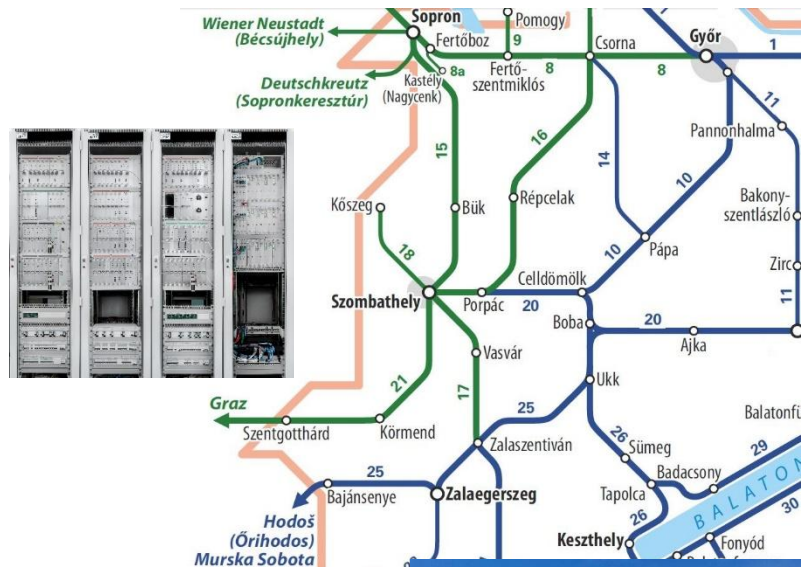 Wiener Neustadt
(Bécsújhely)
Sopron
Pomogy
Győr
Fertőboz
9
Csorna
1
8a
Fertő-
szentmiklós
8
8
Deutschkreutz
(Sopronkeresztúr)
Kastély
(Nagycenk)
11
Pannonhalma
15
16
14
10
Kőszeg
Répcelak
Bük
Bakony-
szentlászló
18
10
Pápa
Zirc
Celldömölk
Szombathely
Porpác
20
11
Boba
20
Ajka
Vasvár
21
17
Ukk
Graz
25
Szentgotthárd
Körmend
Balatonfü
Zalaszentiván
26
Sümeg
29
25
Badacsony
Bajánsenye
Zalaegerszeg
Tapolca
BALATON
30
Hodoš
(Őrihodos)
Murska Sobota
26
Keszthely
Fonyód